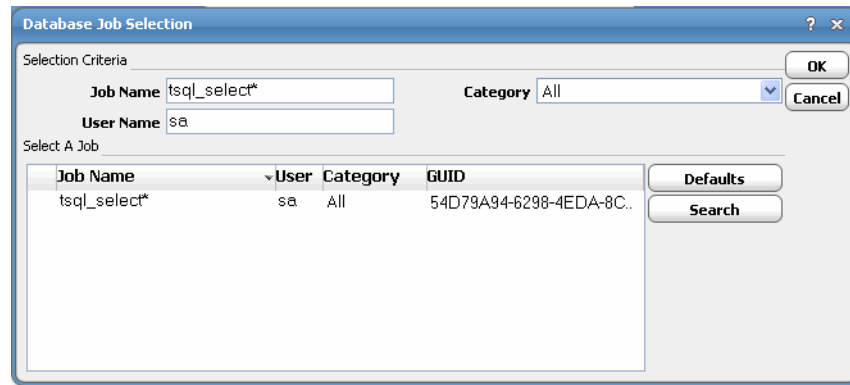 Database Job Selection ? x
Selection Criteria
OK
Job Name tsql_select* Category All
Cancel
User Name sa
Select A Job
Job Name User Category GUID
Defaults
tsql_select* sa All 54D79A94-6298-4EDA-8C..
Search